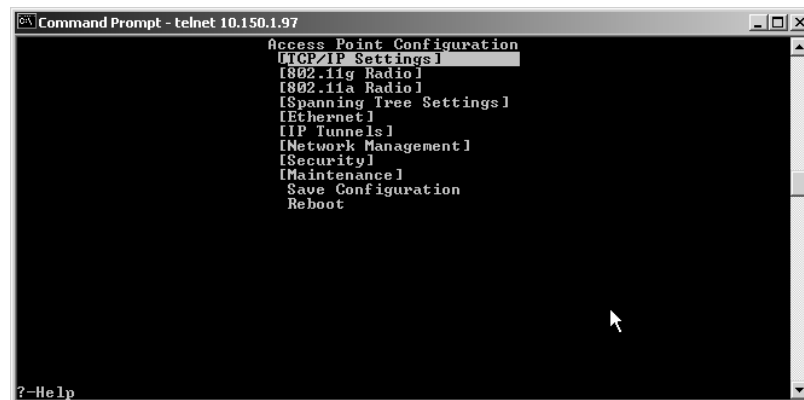 Command Prompt - telnet 10.150.1.97
Access Point Configuration
[TCP/IP Settings]
[802.11g Radio]
[802.11a Radio]
[Spanning Tree Settings]
[Ethernet]
[IP Tunnels]
[Network Management]
[Security]
[Maintenance]
Save Configuration
Reboot
?-Help